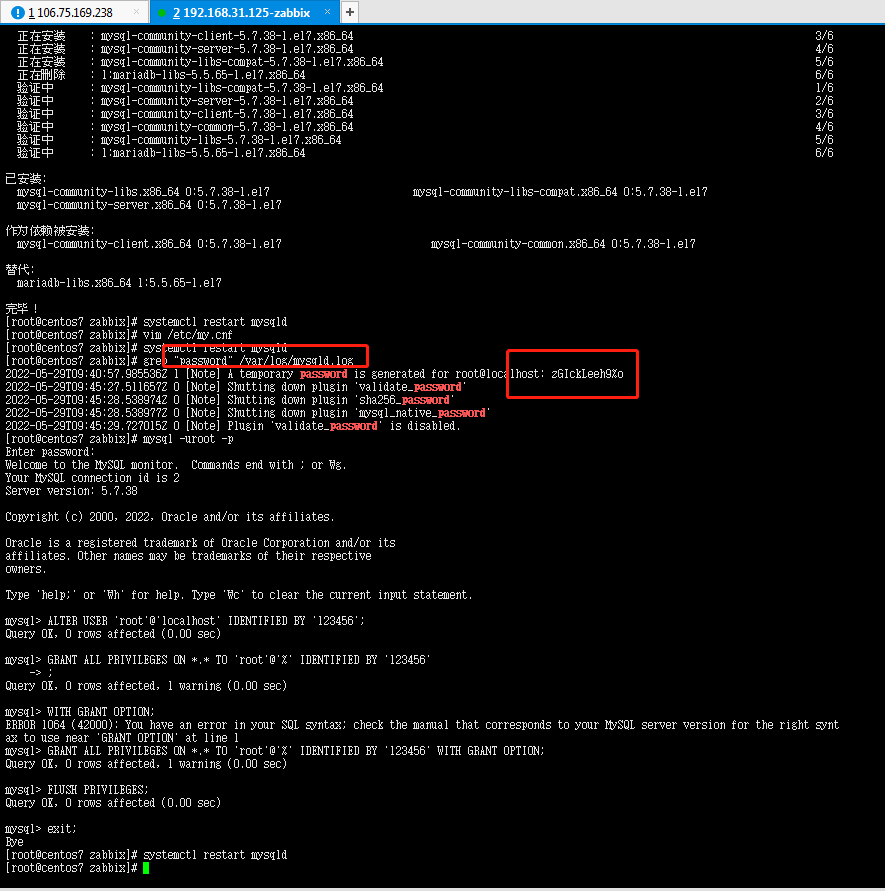 1 106.75.169.238 × 2 192.168.31.125-zabbix × +
正在安装 : mysql-community-client-5.7.38-1.el7.x86_64 3/6
正在安装 : mysql-community-server-5.7.38-1.el7.x86_64 4/6
正在安装 : mysql-community-libs-compat-5.7.38-1.el7.x86_64 5/6
正在删除 : 1:mariadb-libs-5.5.65-1.el7.x86_64 6/6
验证中 : mysql-community-libs-compat-5.7.38-1.el7.x86_64 1/6
验证中 : mysql-community-server-5.7.38-1.el7.x86_64 2/6
验证中 : mysql-community-client-5.7.38-1.el7.x86_64 3/6
验证中 : mysql-community-common-5.7.38-1.el7.x86_64 4/6
验证中 : mysql-community-libs-5.7.38-1.el7.x86_64 5/6
验证中 : 1:mariadb-libs-5.5.65-1.el7.x86_64 6/6
已安装:
mysql-community-libs.x86_64 0:5.7.38-1.el7 mysql-community-libs-compat.x86_64 0:5.7.38-1.el7
mysql-community-server.x86_64 0:5.7.38-1.el7
作为依赖被安装:
mysql-community-client.x86_64 0:5.7.38-1.el7 mysql-community-common.x86_64 0:5.7.38-1.el7
替代:
mariadb-libs.x86_64 1:5.5.65-1.el7
完毕！
[root@centos7 zabbix]# systemctl restart mysqld
[root@centos7 zabbix]# vim /etc/my.cnf
[root@centos7 zabbix]# systemctl restart mysqld
[root@centos7 zabbix]# grep "password" /var/log/mysqld.log
2022-05-29T09:40:57.985536Z 1 [Note] A temporary password is generated for root@localhost: zGIckLeeh9%o
2022-05-29T09:45:27.511657Z 0 [Note] Shutting down plugin 'validate_password'
2022-05-29T09:45:28.538974Z 0 [Note] Shutting down plugin 'sha256_password'
2022-05-29T09:45:28.538977Z 0 [Note] Shutting down plugin 'mysql_native_password'
2022-05-29T09:45:29.727015Z 0 [Note] Plugin 'validate_password' is disabled.
[root@centos7 zabbix]# mysql -uroot -p
Enter password:
Welcome to the MySQL monitor.  Commands end with ; or \g.
Your MySQL connection id is 2
Server version: 5.7.38
Copyright (c) 2000, 2022, Oracle and/or its affiliates.
Oracle is a registered trademark of Oracle Corporation and/or its
affiliates. Other names may be trademarks of their respective
owners.
Type 'help;' or '\h' for help. Type '\c' to clear the current input statement.
mysql> ALTER USER 'root'@'localhost' IDENTIFIED BY '123456';
Query OK, 0 rows affected (0.00 sec)
mysql> GRANT ALL PRIVILEGES ON *.* TO 'root'@'%' IDENTIFIED BY '123456'
-> ;
Query OK, 0 rows affected, 1 warning (0.00 sec)
mysql> WITH GRANT OPTION;
ERROR 1064 (42000): You have an error in your SQL syntax; check the manual that corresponds to your MySQL server version for the right synt
ax to use near 'GRANT OPTION' at line 1
mysql> GRANT ALL PRIVILEGES ON *.* TO 'root'@'%' IDENTIFIED BY '123456' WITH GRANT OPTION;
Query OK, 0 rows affected, 1 warning (0.00 sec)
mysql> FLUSH PRIVILEGES;
Query OK, 0 rows affected (0.00 sec)
mysql> exit;
Bye
[root@centos7 zabbix]# systemctl restart mysqld
[root@centos7 zabbix]#